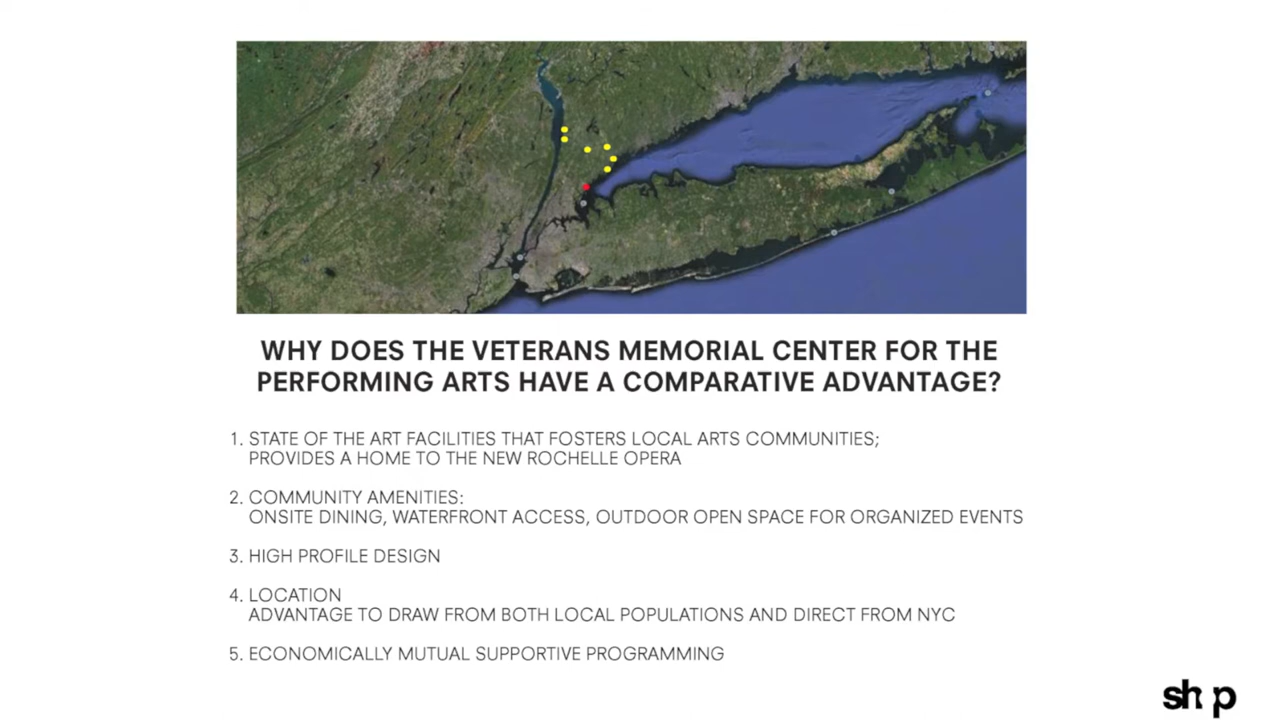 WHY DOES THE VETERANS MEMORIAL CENTER FOR THE
PERFORMING ARTS HAVE A COMPARATIVE ADVANTAGE?
1. STATE OF THE ART FACILITIES THAT FOSTERS LOCAL ARTS COMMUNITIES;
PROVIDES A HOME TO THE NEW ROCHELLE OPERA
2. COMMUNITY AMENITIES:
ONSITE DINING, WATERFRONT ACCESS, OUTDOOR OPEN SPACE FOR ORGANIZED EVENTS
3. HIGH PROFILE DESIGN
4. LOCATION
ADVANTAGE TO DRAW FROM BOTH LOCAL POPULATIONS AND DIRECT FROM NYC
5. ECONOMICALLY MUTUAL SUPPORTIVE PROGRAMMING
shop